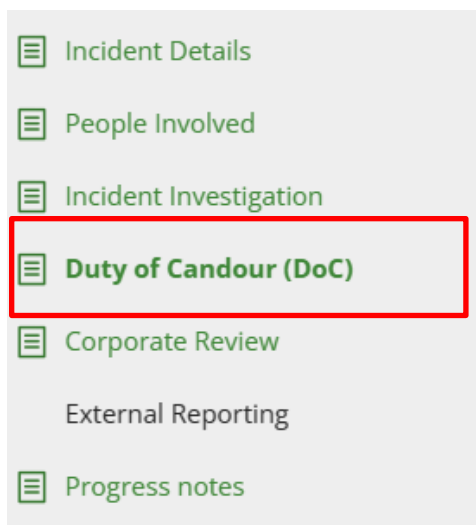 Incident Details
People Involved
Incident Investigation
Duty of Candour (DoC)
Corporate Review
External Reporting
Progress notes